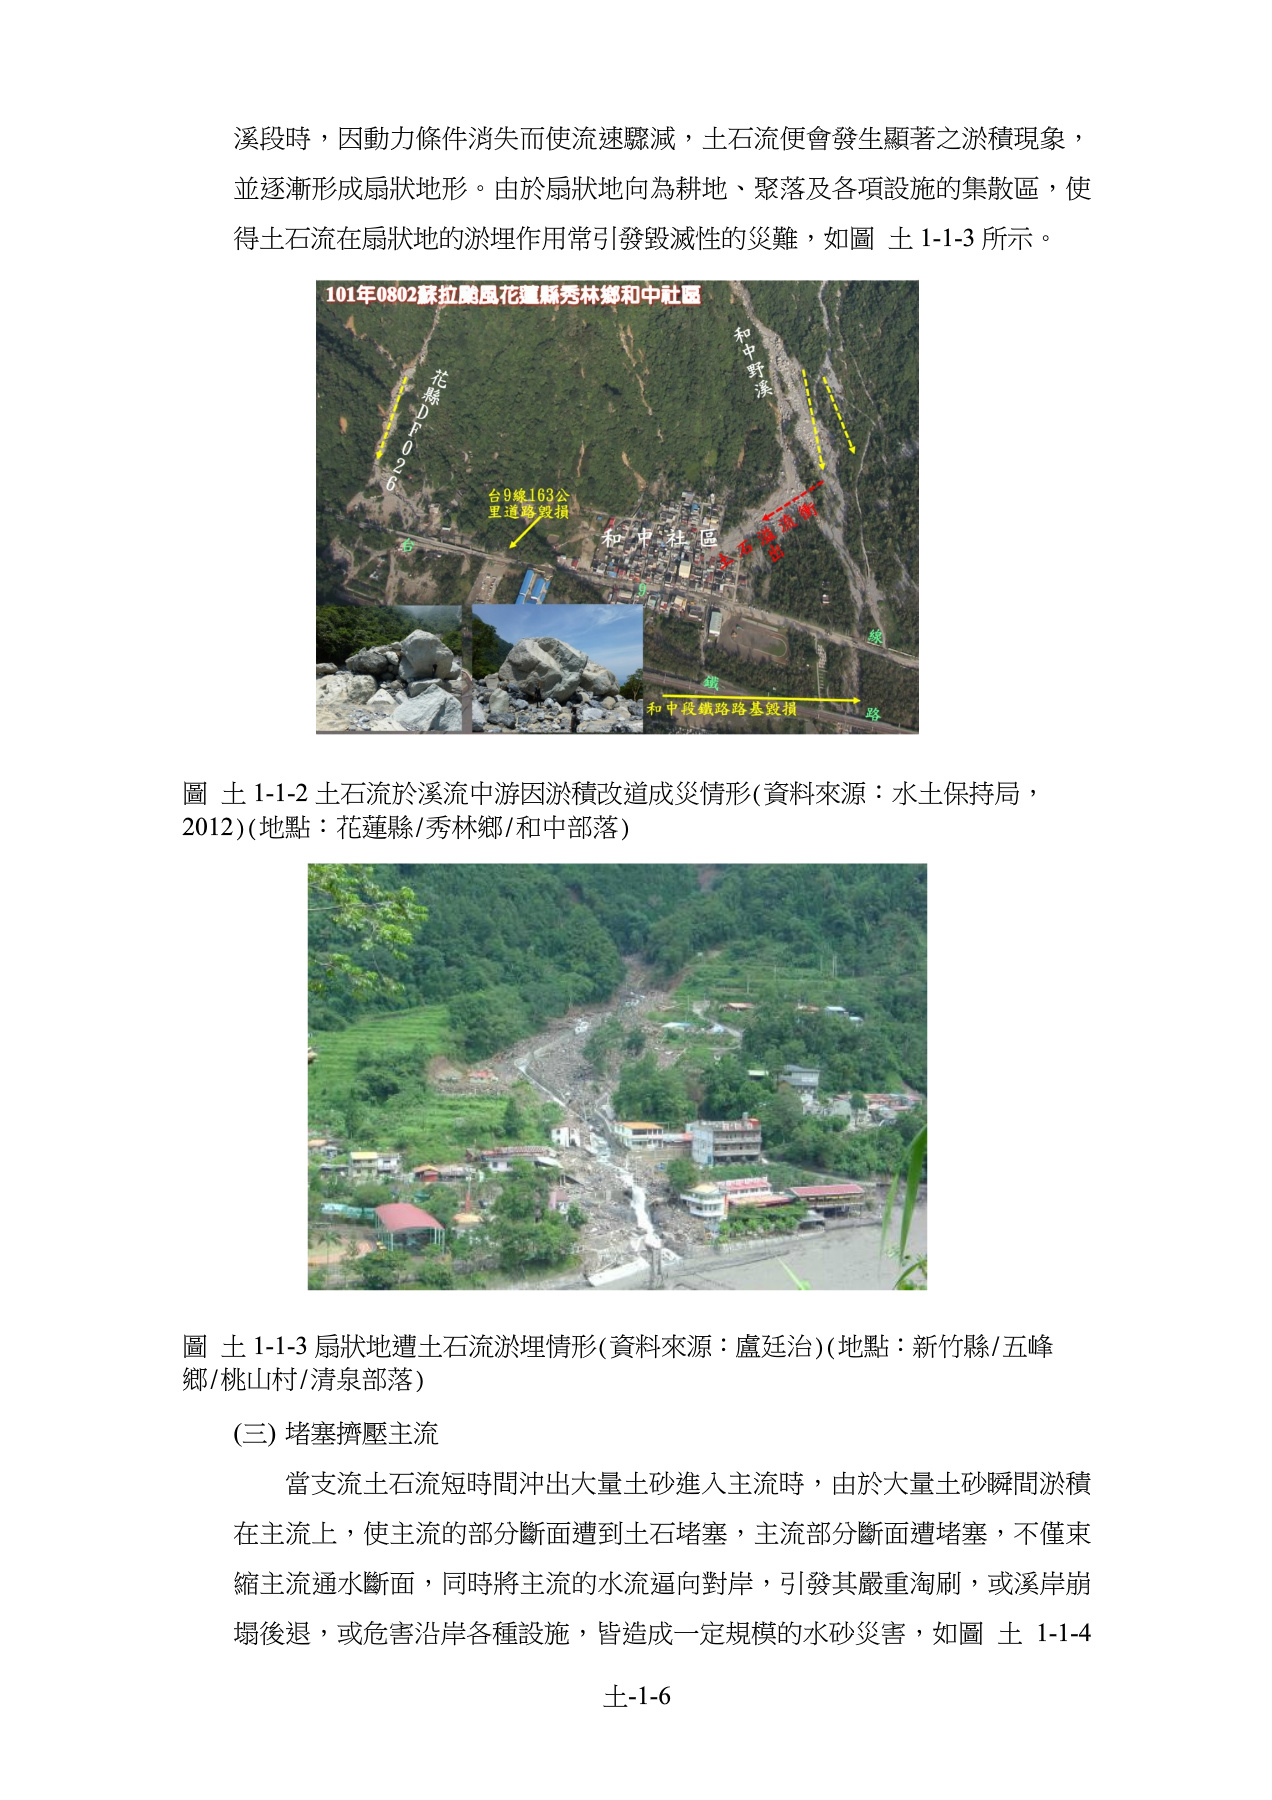 溪段時，因動力條件消失而使流速驟減，土石流便會發生顯著之淤積現象，
並逐漸形成扇狀地形。由於扇狀地向為耕地、聚落及各項設施的集散區，使
得土石流在扇狀地的淤埋作用常引發毀滅性的災難，如圖 土 1-1-3 所示。
101年0802蘇拉颱風花蓮縣秀林鄉和中社區
花縣DF026
和中野溪
台9線163公
里道路毀損
和中社區
土石溢流衝出
台
9
線
鐵
路
和中段鐵路路基毀損
圖 土 1-1-2 土石流於溪流中游因淤積改道成災情形(資料來源：水土保持局，
2012)(地點：花蓮縣/秀林鄉/和中部落)
圖 土 1-1-3 扇狀地遭土石流淤埋情形(資料來源：盧廷治)(地點：新竹縣/五峰
鄉/桃山村/清泉部落)
(三) 堵塞擠壓主流
當支流土石流短時間沖出大量土砂進入主流時，由於大量土砂瞬間淤積
在主流上，使主流的部分斷面遭到土石堵塞，主流部分斷面遭堵塞，不僅束
縮主流通水斷面，同時將主流的水流逼向對岸，引發其嚴重淘刷，或溪岸崩
塌後退，或危害沿岸各種設施，皆造成一定規模的水砂災害，如圖 土 1-1-4
土-1-6